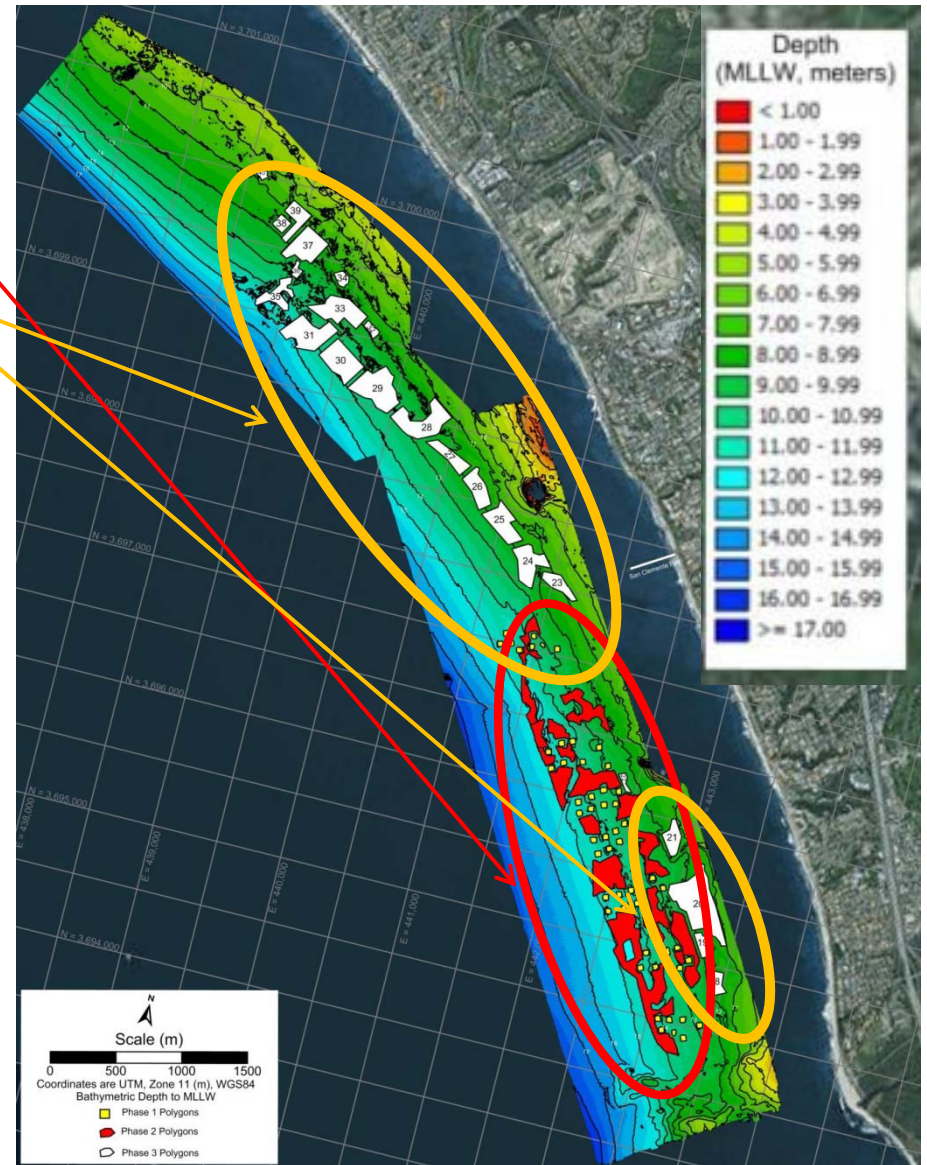 Depth
(MLLW, meters)
< 1.00
1.00 - 1.99
2.00 - 2.99
3.00 - 3.99
4.00 - 4.99
5.00 - 5.99
6.00 - 6.99
7.00 - 7.99
8.00 - 8.99
9.00 - 9.99
10.00 - 10.99
11.00 - 11.99
12.00 - 12.99
13.00 - 13.99
14.00 - 14.99
15.00 - 15.99
16.00 - 16.99
>= 17.00
N = 3,701,000
N = 3,700,000
N = 3,699,000
E = 440,000
39
38
37
34
35
33
31
30
29
28
27
26
25
24
23
N = 3,697,000
San Clemente
N = 3,696,000
N = 3,695,000
E = 443,000
E = 438,000
E = 439,000
E = 440,000
E = 441,000
21
19
N = 3,694,000
N
Scale (m)
0 500 1000 1500
Coordinates are UTM, Zone 11 (m), WGS84
Bathymetric Depth to MLLW
Phase 1 Polygons
Phase 2 Polygons
Phase 3 Polygons